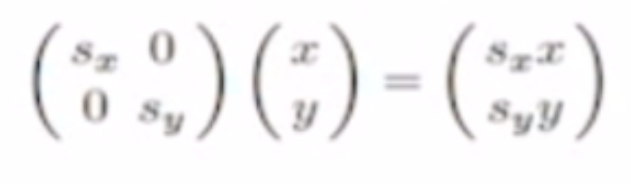 ( s_x 0 ) ( x ) = ( s_x x )
( 0 s_y ) ( y ) ( s_y y )